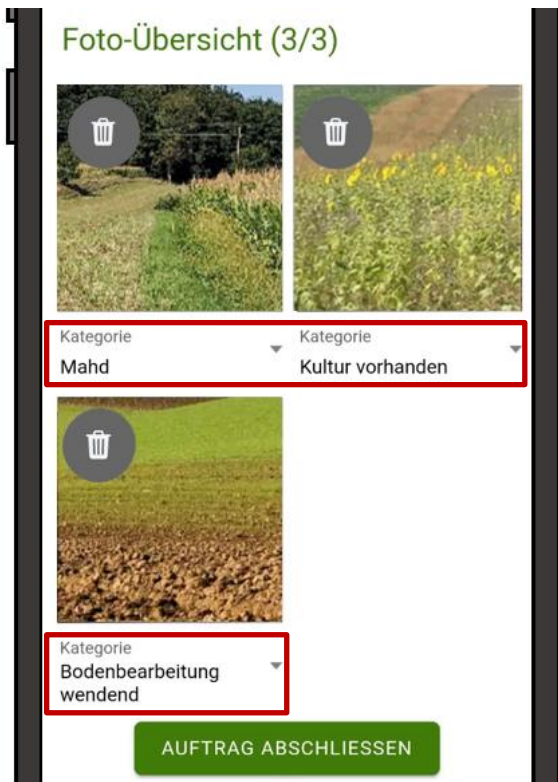 Foto-Übersicht (3/3)
Kategorie
Mahd
Kategorie
Kultur vorhanden
Kategorie
Bodenbearbeitung
wendend
AUFTRAG ABSCHLIESSEN